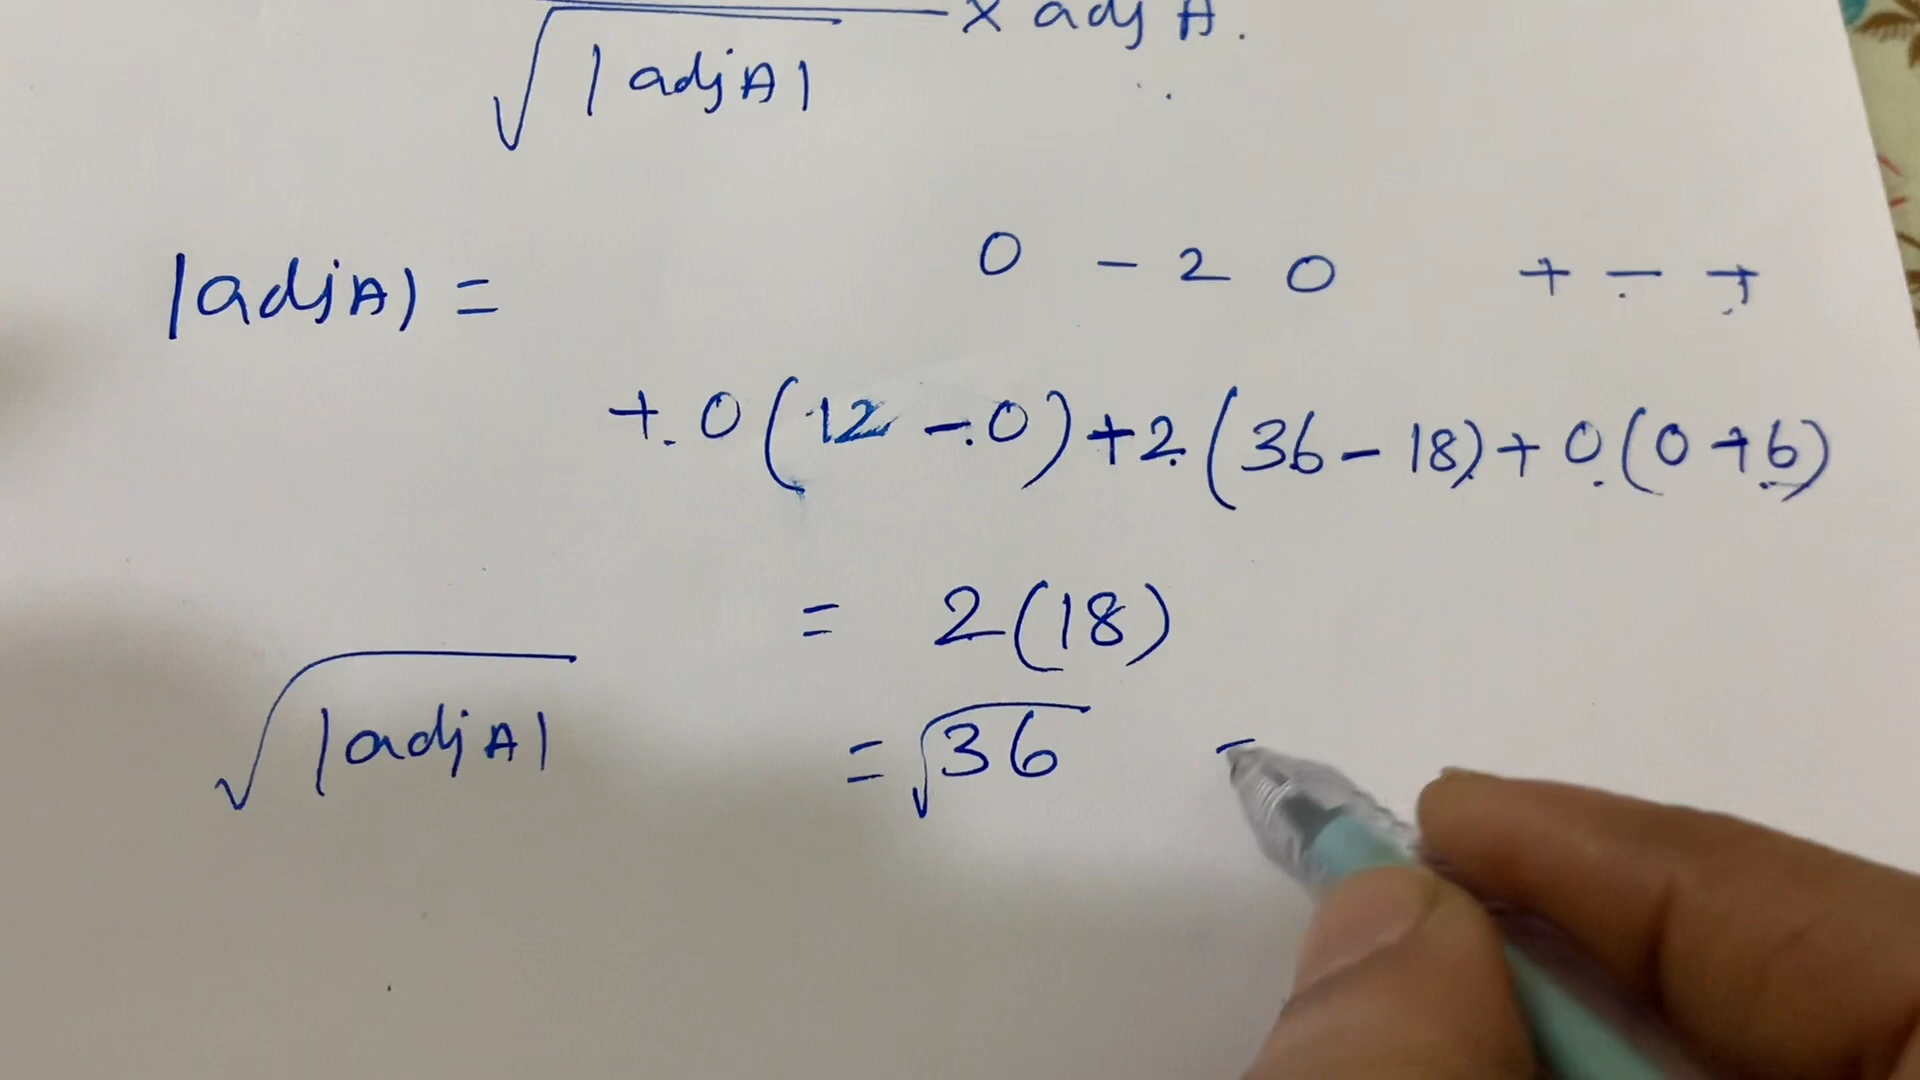 × adj A.
√|adj A|
|adj A| =
0 - 2 0 + - +
+ 0 (12 - 0) + 2 (36 - 18) + 0 (0 + 6)
= 2 (18)
√|adj A| = √36 =